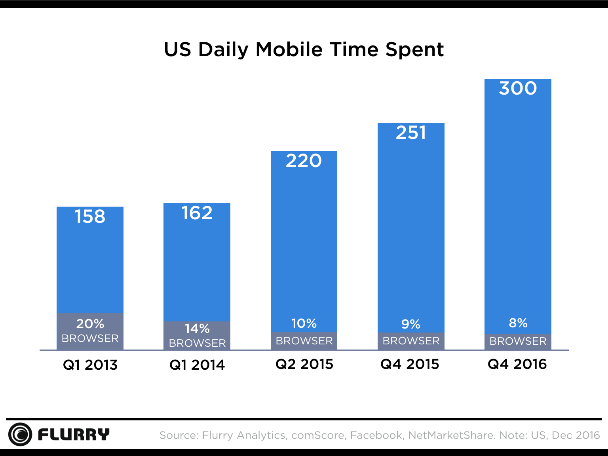 US Daily Mobile Time Spent
300
251
220
162
158
20%
BROWSER
14%
BROWSER
10%
BROWSER
9%
BROWSER
8%
BROWSER
Q1 2013
Q1 2014
Q2 2015
Q4 2015
Q4 2016
FLURRY
Source: Flurry Analytics, comScore, Facebook, NetMarketShare. Note: US, Dec 2016